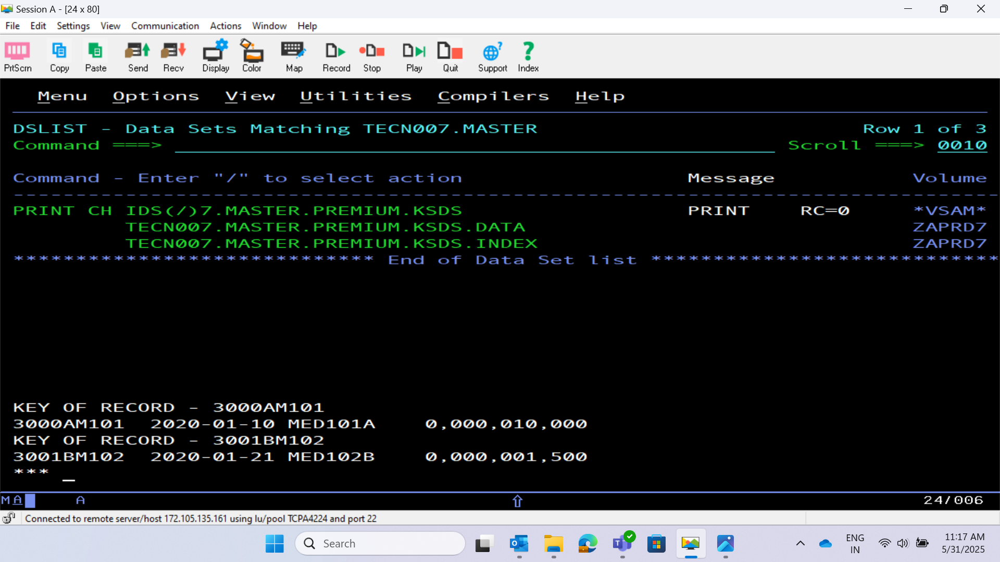 Session A - [24 x 80]
File Edit Settings View Communication Actions Window Help
PrtScrn Copy Paste Send Recv Display Color Map Record Stop Play Quit Support Index
Menu Options View Utilities Compilers Help
DSLIST - Data Sets Matching TECN007.MASTER Row 1 of 3
Command ===> Scroll ===> 0010
Command - Enter "/" to select action Message Volume
-------------------------------------------------------------------------------
PRINT CH IDS(/)7.MASTER.PREMIUM.KSDS PRINT RC=0 *VSAM*
TECN007.MASTER.PREMIUM.KSDS.DATA ZAPRD7
TECN007.MASTER.PREMIUM.KSDS.INDEX ZAPRD7
***************************** End of Data Set list ****************************
KEY OF RECORD - 3000AM101
3000AM101 2020-01-10 MED101A 0,000,010,000
KEY OF RECORD - 3001BM102
3001BM102 2020-01-21 MED102B 0,000,001,500
***
MA A 24/006
Connected to remote server/host 172.105.135.161 using lu/pool TCPA4224 and port 22
Search
ENG
IN
11:17 AM
5/31/2025